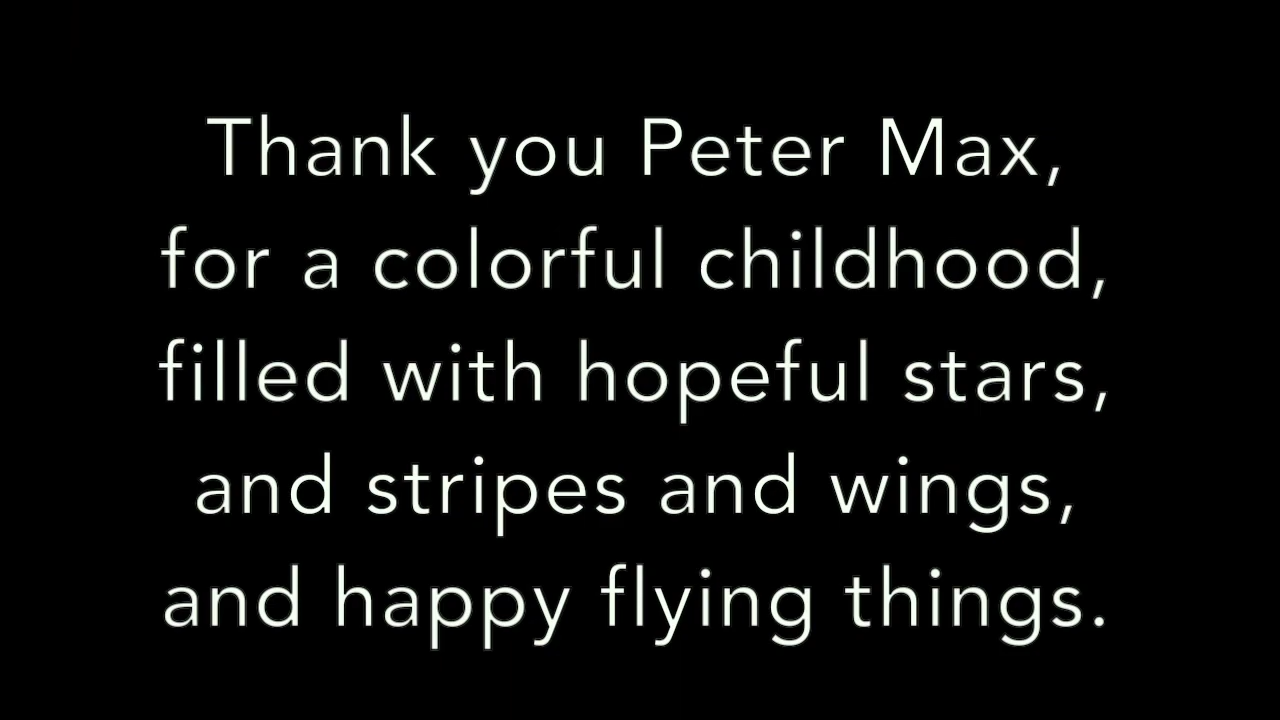 Thank you Peter Max,
for a colorful childhood,
filled with hopeful stars,
and stripes and wings,
and happy flying things.